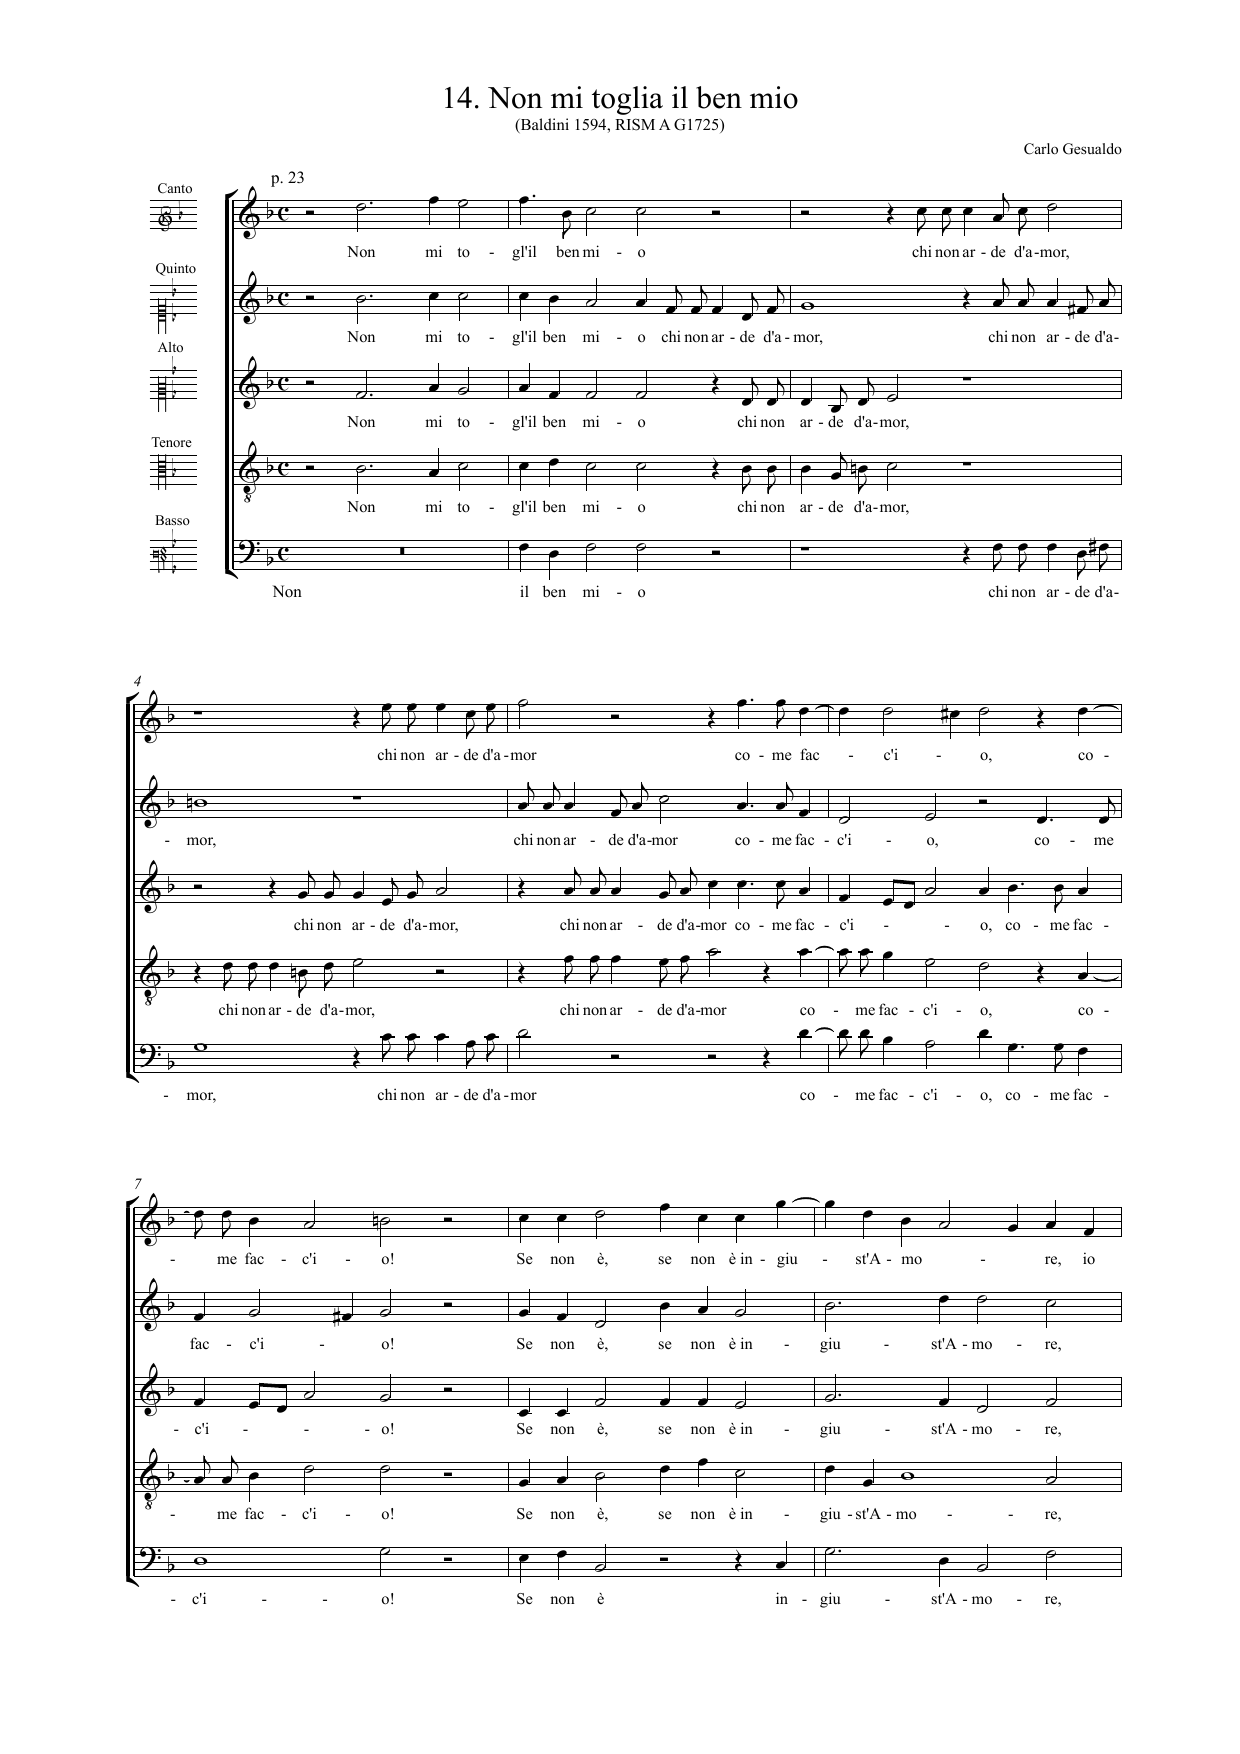 14. Non mi toglia il ben mio
(Baldini 1594, RISM A G1725)
Carlo Gesualdo
p. 23
Canto
Non mi to - gl'il ben mi - o chi non ar - de d'a-mor,
Quinto
Non mi to - gl'il ben mi - o chi non ar - de d'a-mor, chi non ar - de d'a-
Alto
Non mi to - gl'il ben mi - o chi non ar - de d'a-mor,
Tenore
8
Non mi to - gl'il ben mi - o chi non ar - de d'a-mor,
Basso
Non il ben mi - o chi non ar - de d'a-
4
chi non ar - de d'a-mor co - me fac - c'i - o, co -
- mor, chi non ar - de d'a-mor co - me fac - c'i - o, co - me
chi non ar - de d'a-mor, chi non ar - de d'a-mor co - me fac - c'i - - o, co - me fac -
8
chi non ar - de d'a-mor, chi non ar - de d'a-mor co - me fac - c'i - o, co -
- mor, chi non ar - de d'a-mor co - me fac - c'i - o, co - me fac -
7
- me fac - c'i - o! Se non è, se non è in - giu - st'A - mo - re, io
fac - c'i - o! Se non è, se non è in - giu - st'A - mo - re,
- c'i - - - o! Se non è, se non è in - giu - st'A - mo - re,
8
- me fac - c'i - o! Se non è, se non è in - giu - st'A - mo - - re,
- c'i - - o! Se non è in - giu - st'A - mo - re,